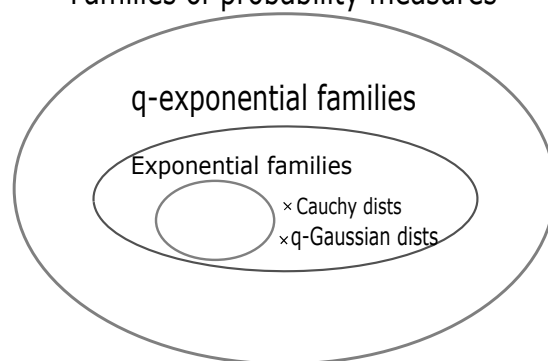 Families of probability measures
q-exponential families
Exponential families
× Cauchy dists
×q-Gaussian dists